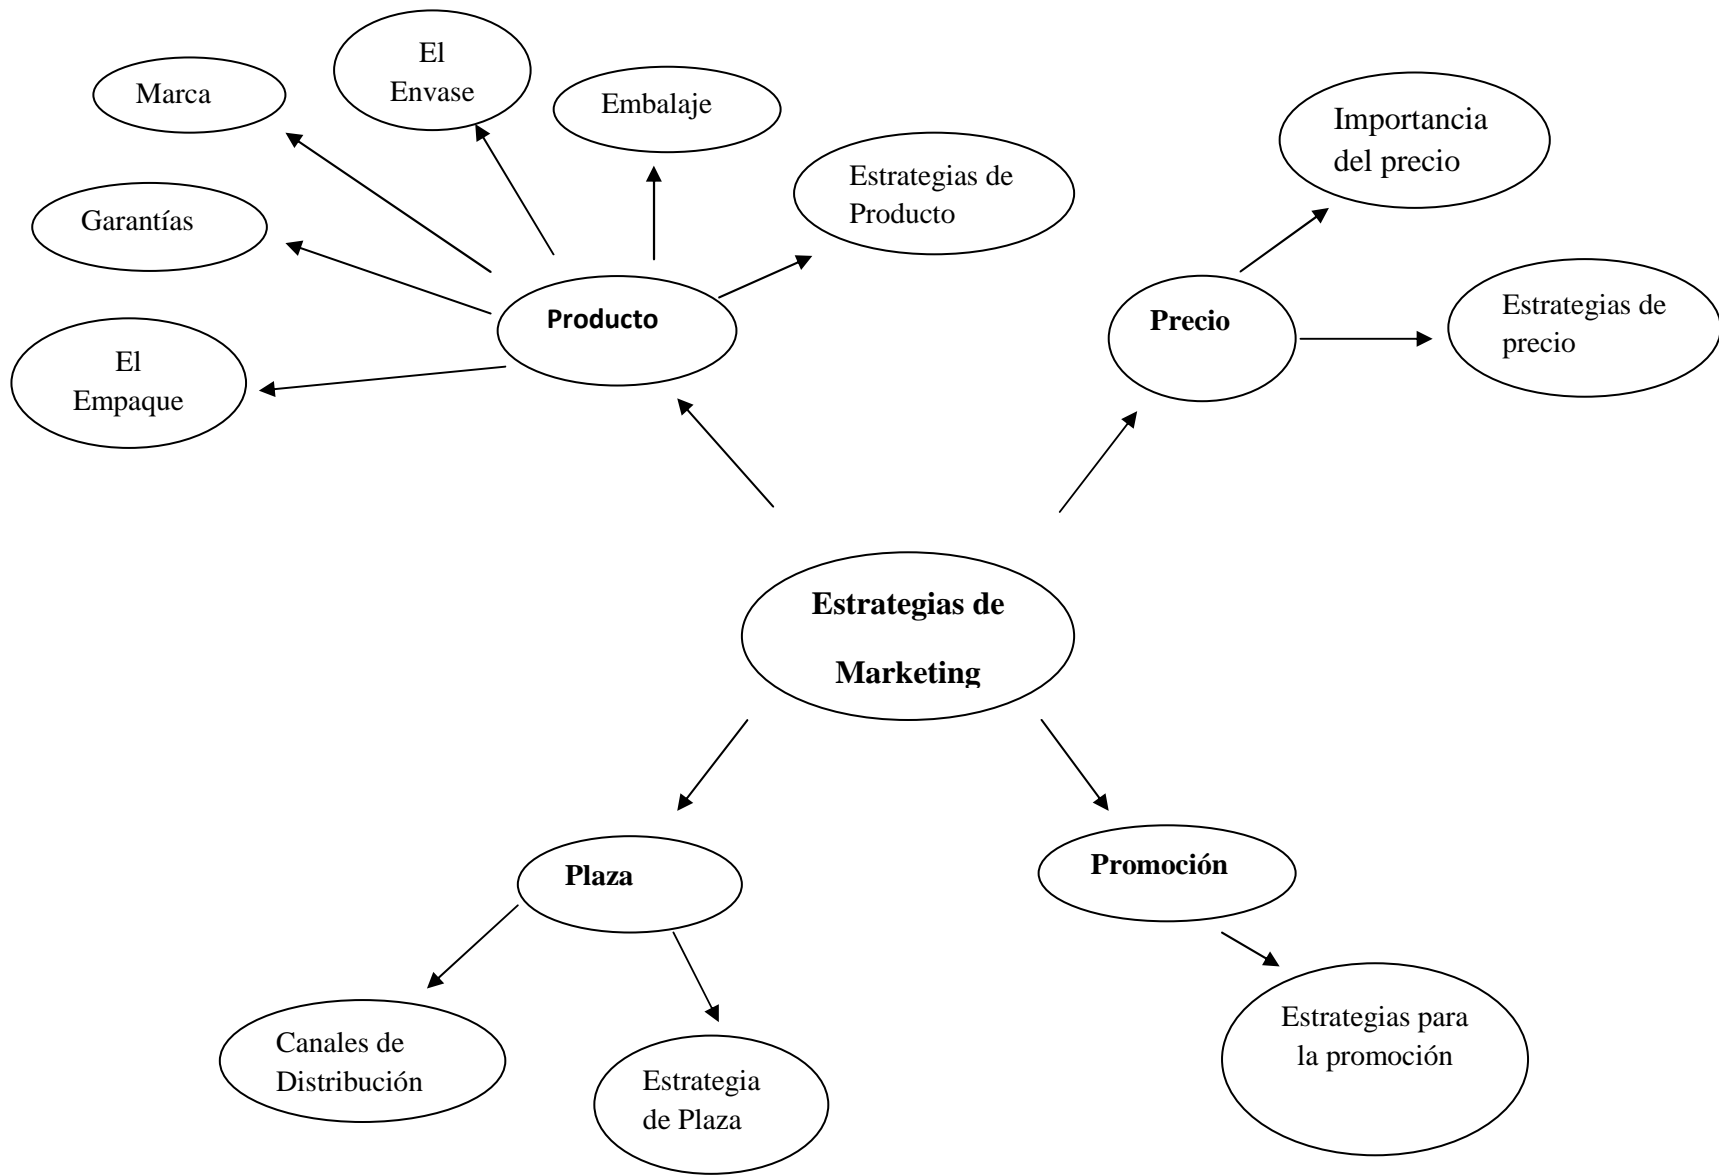 El
Envase
Marca
Embalaje
Importancia
del precio
Estrategias de
Producto
Garantías
Estrategias de
precio
Producto
Precio
El
Empaque
Estrategias de
Marketing
Plaza
Promoción
Canales de
Distribución
Estrategia
de Plaza
Estrategias para
la promoción